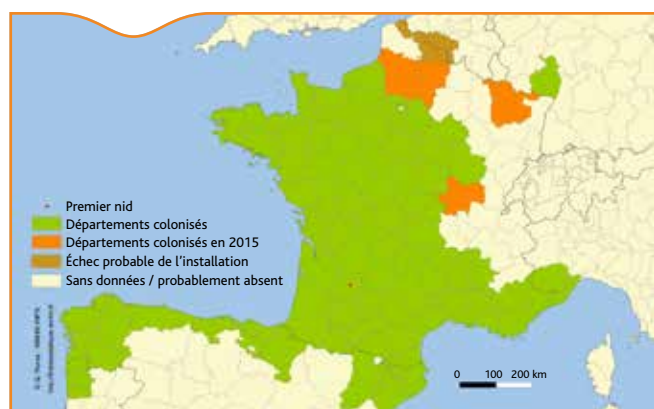 Premier nid
Départements colonisés
Départements colonisés en 2015
Échec probable de l'installation
Sans données / probablement absent
0 100 200 km